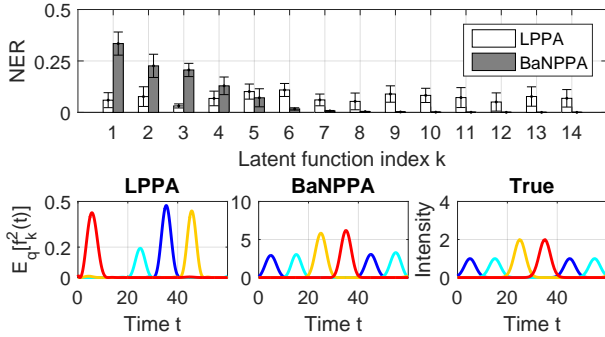 0.5
0.25
0
NER
LPPA
BaNPPA
1 2 3 4 5 6 7 8 9 10 11 12 13 14
Latent function index k
LPPA
BaNPPA
True
E_q[f_k^2(t)]
0.5
0.2
0
0 20 40
Time t
10
5
0
0 20 40
Time t
Intensity
4
2
0
0 20 40
Time t